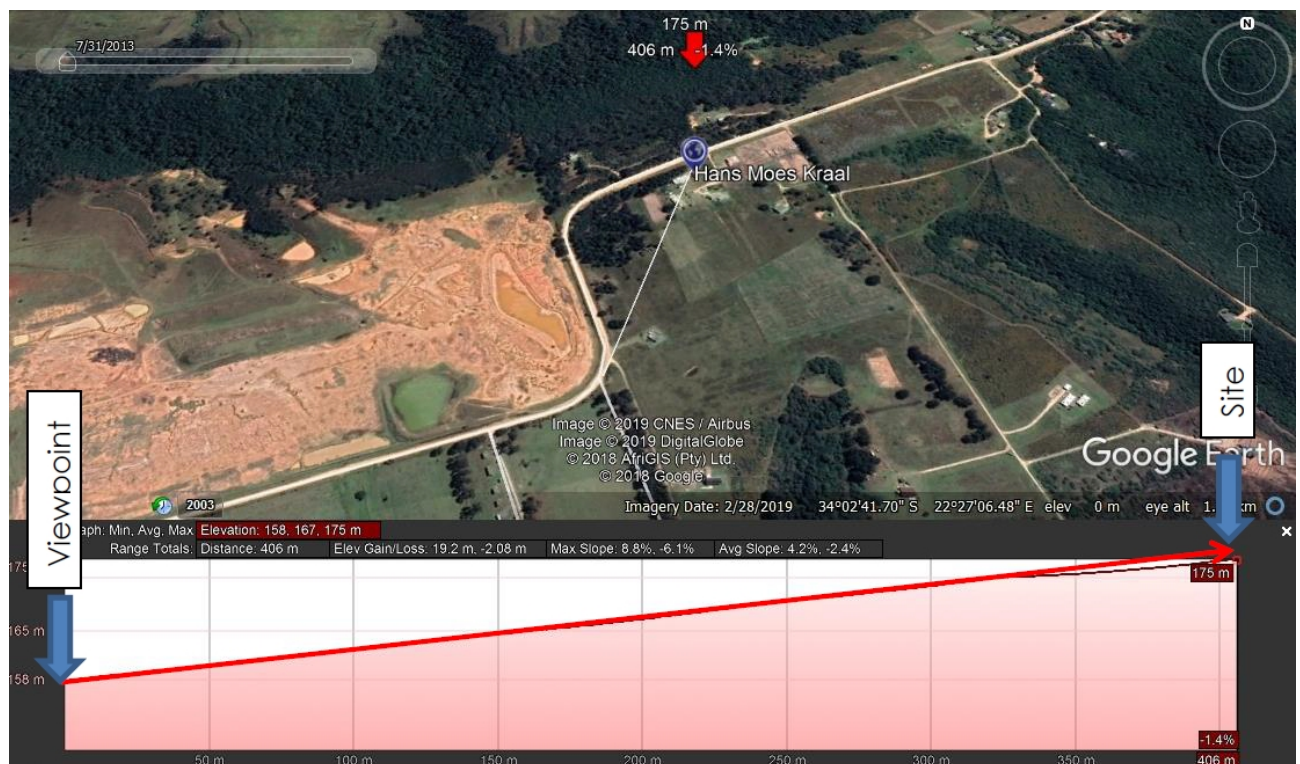 7/31/2013
175 m
406 m -1.4%
N
Hans Moes Kraal
Image © 2019 CNES / Airbus
Image © 2019 DigitalGlobe
© 2018 AfriGIS (Pty) Ltd.
© 2018 Google
Google Earth
2003
Imagery Date: 2/28/2019 34°02'41.70" S 22°27'06.48" E elev 0 m eye alt km
Viewpoint
Site
Min, Avg, Max Elevation: 158, 167, 175 m
Range Totals: Distance: 406 m Elev Gain/Loss: 19.2 m, -2.08 m Max Slope: 8.8%, -6.1% Avg Slope: 4.2%, -2.4%
175 m
165 m
158 m
-1.4%
50 m 100 m 150 m 200 m 250 m 300 m 350 m 406 m